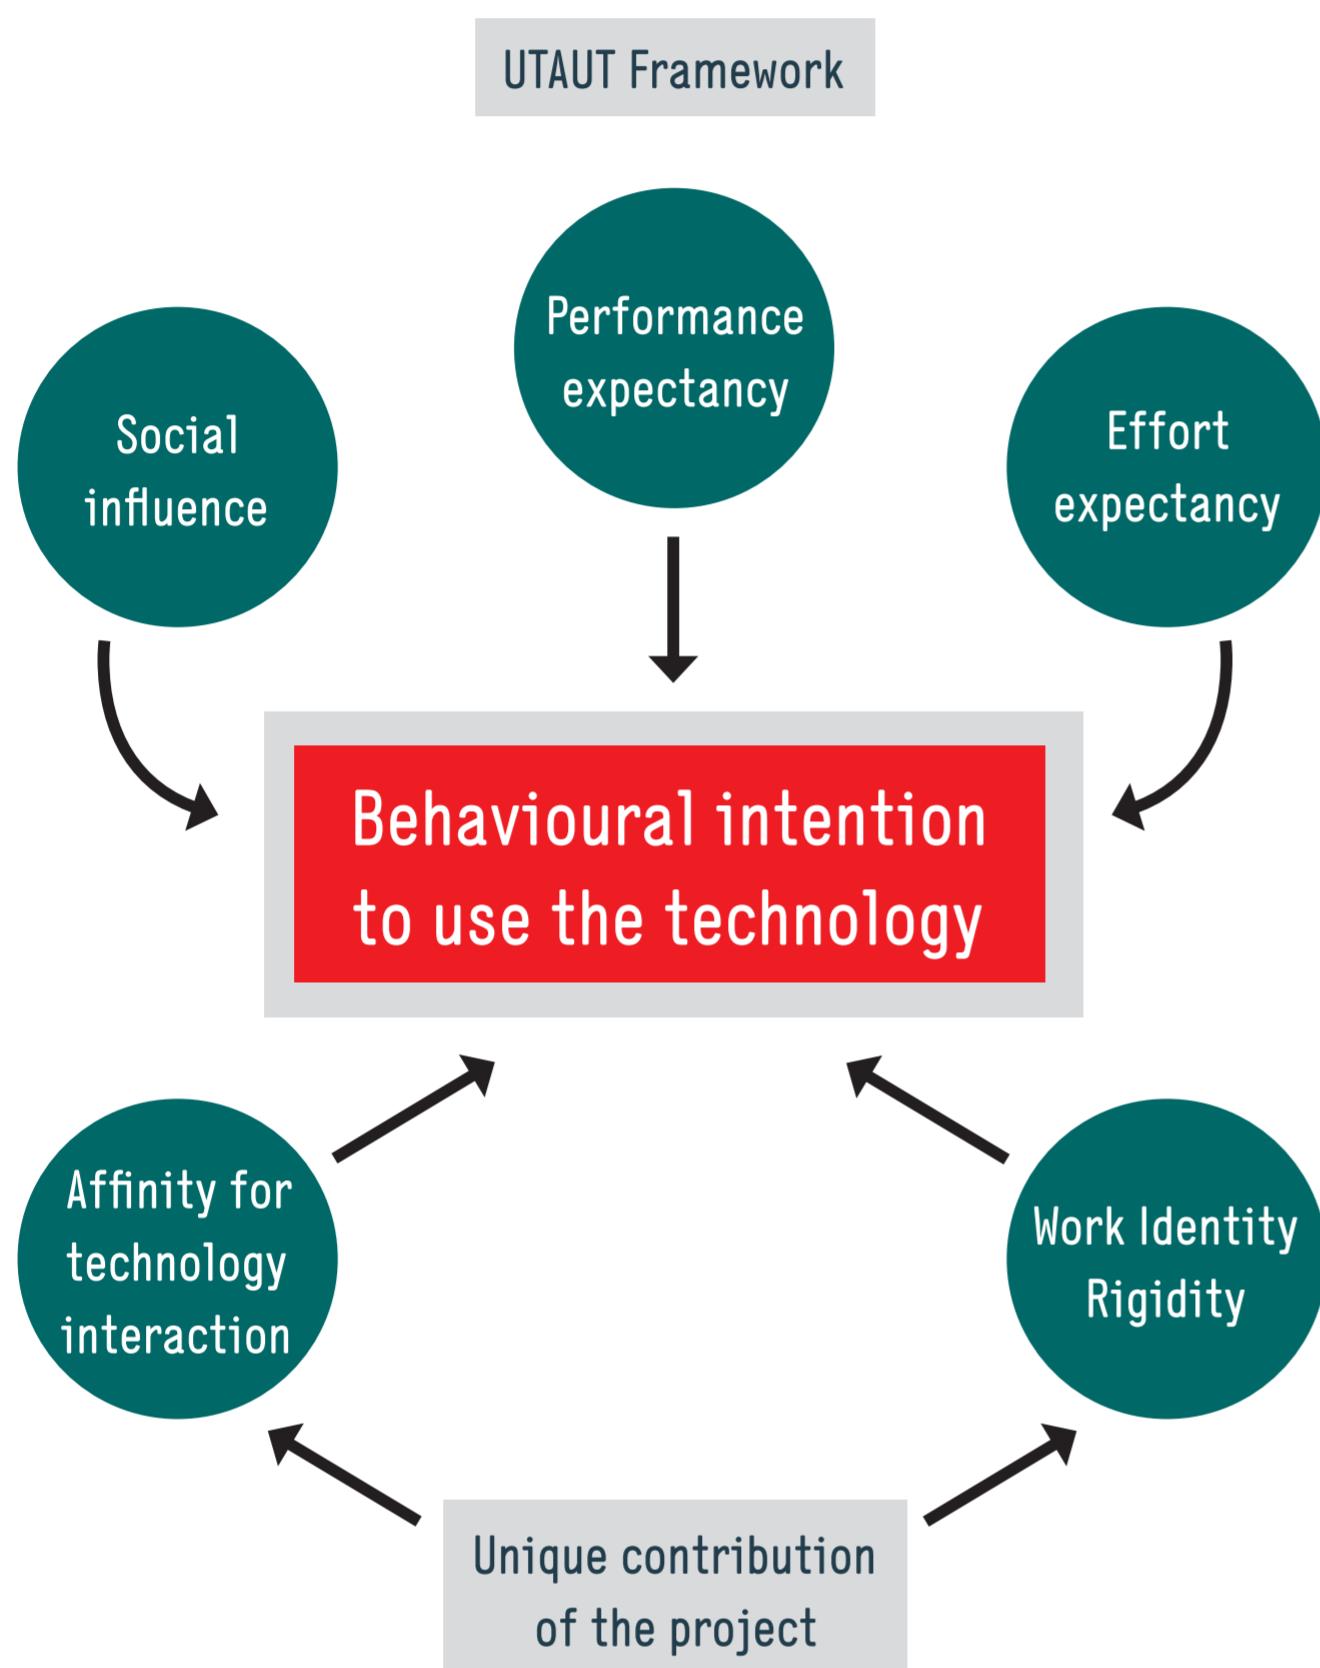 UTAUT Framework
Performance
expectancy
Social
influence
Effort
expectancy
Behavioural intention
to use the technology
Affinity for
technology
interaction
Work Identity
Rigidity
Unique contribution
of the project